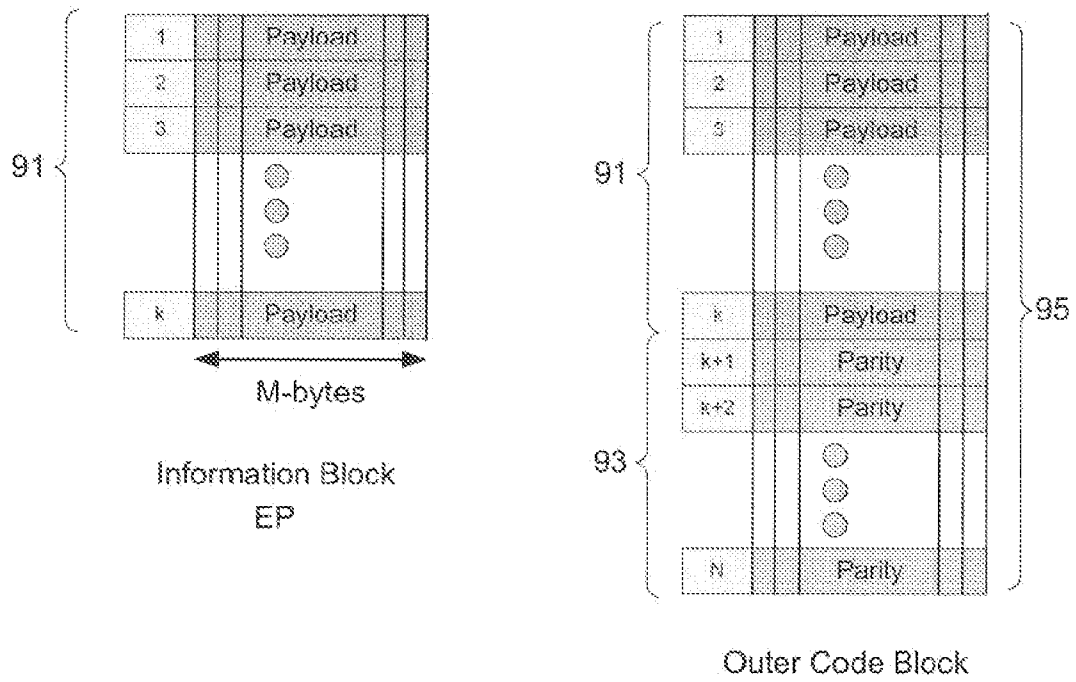 1 Payload
2 Payload
3 Payload
91
k Payload
M-bytes
Information Block
EP
1 Payload
2 Payload
3 Payload
91
k Payload
95
k+1 Parity
k+2 Parity
93
N Parity
Outer Code Block